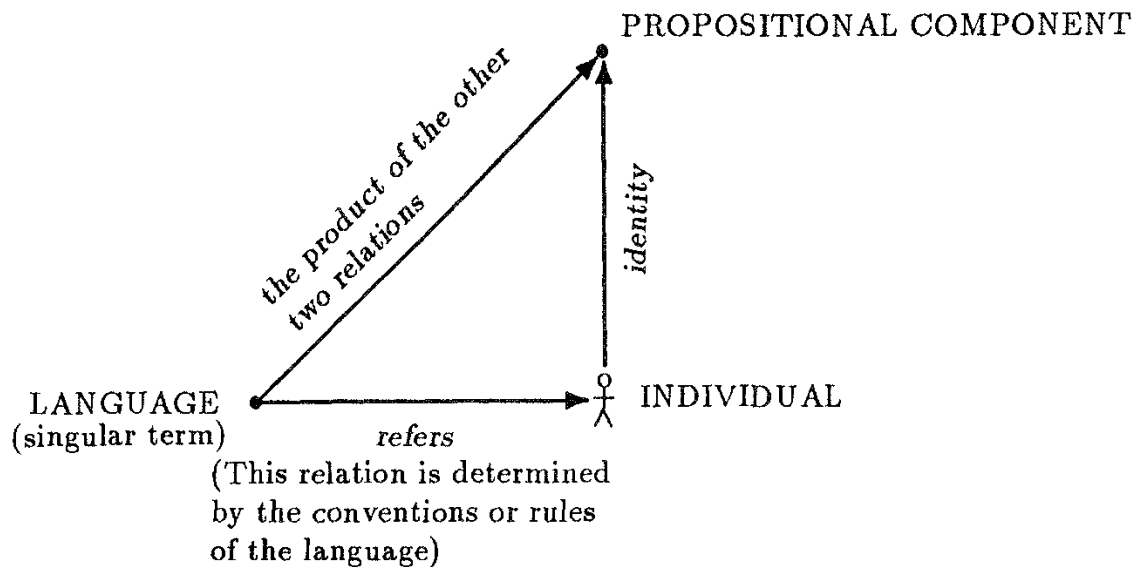 PROPOSITIONAL COMPONENT
the product of the other
two relations
identity
LANGUAGE
(singular term)
INDIVIDUAL
refers
(This relation is determined
by the conventions or rules
of the language)